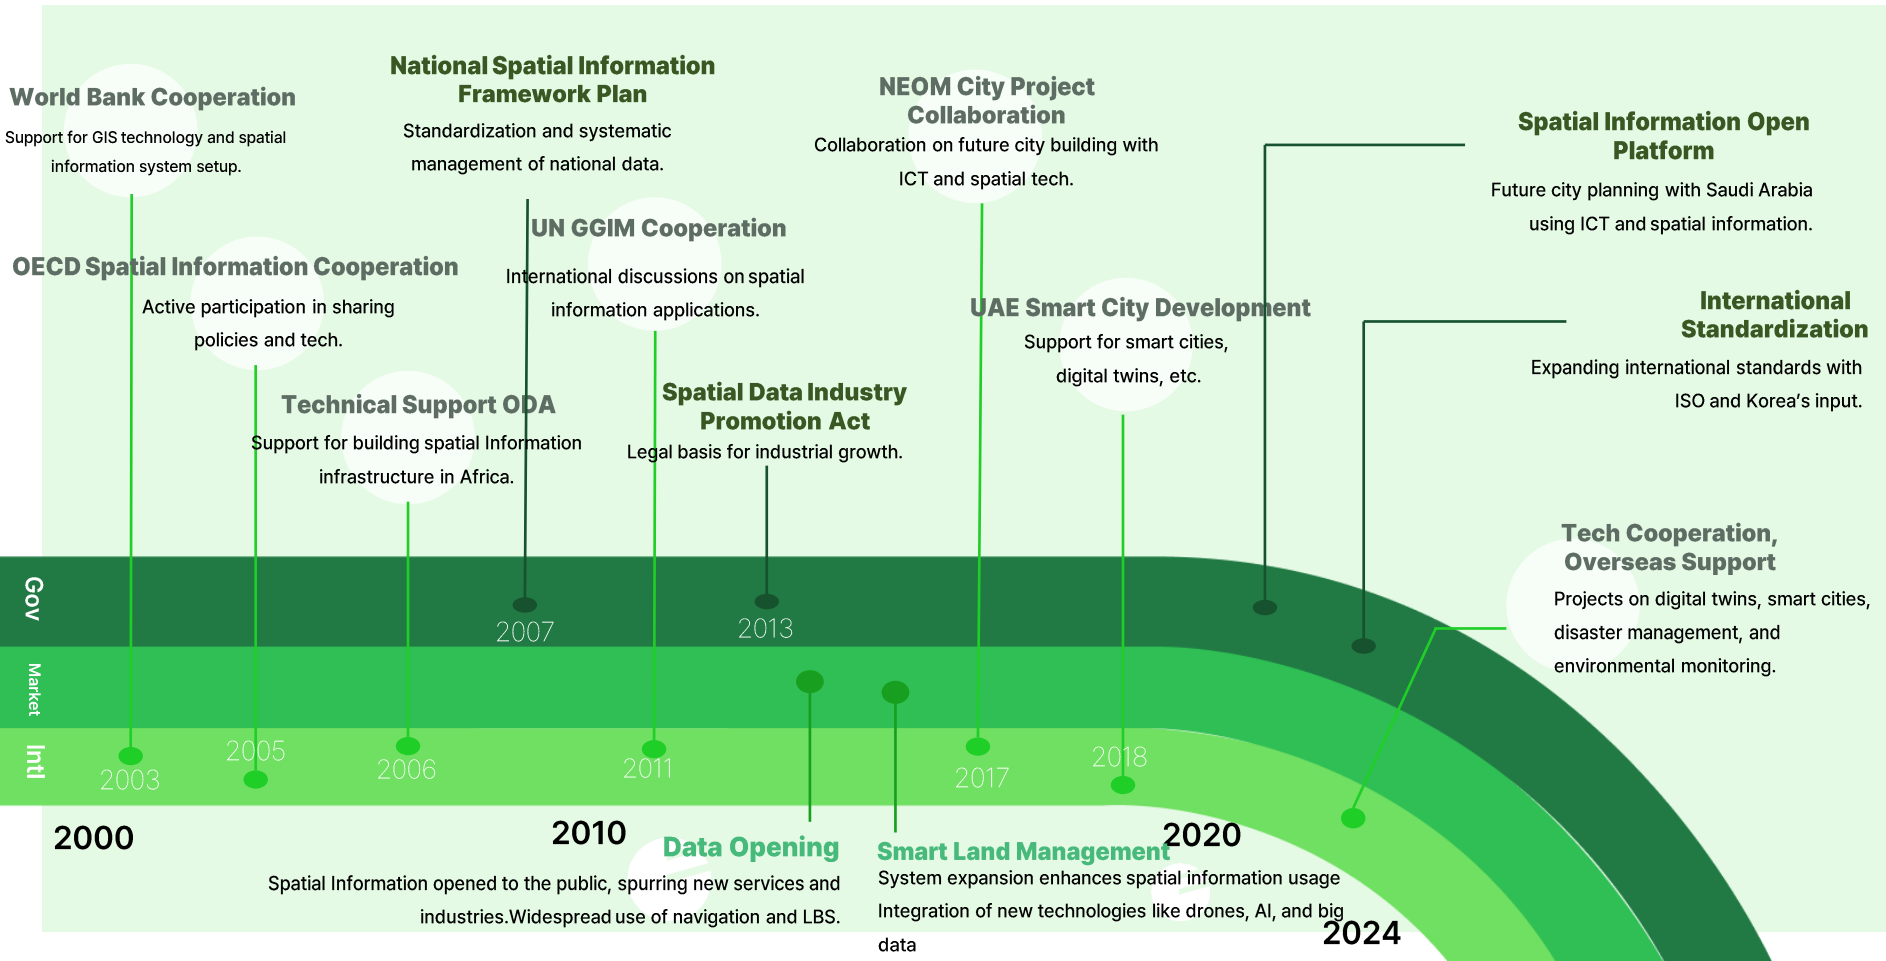 World Bank Cooperation
Support for GIS technology and spatial
information system setup.
National Spatial Information
Framework Plan
Standardization and systematic
management of national data.
NEOM City Project
Collaboration
Collaboration on future city building with
ICT and spatial tech.
Spatial Information Open
Platform
Future city planning with Saudi Arabia
using ICT and spatial information.
OECD Spatial Information Cooperation
Active participation in sharing
policies and tech.
UN GGIM Cooperation
International discussions on spatial
information applications.
UAE Smart City Development
Support for smart cities,
digital twins, etc.
International
Standardization
Expanding international standards with
ISO and Korea's input.
Technical Support ODA
Support for building spatial Information
infrastructure in Africa.
Spatial Data Industry
Promotion Act
Legal basis for industrial growth.
Tech Cooperation,
Overseas Support
Projects on digital twins, smart cities,
disaster management, and
environmental monitoring.
Gov
2007
2013
Market
Intl
2003
2005
2006
2011
2017
2018
2000
2010
2020
2024
Data Opening
Spatial Information opened to the public, spurring new services and
industries.Widespread use of navigation and LBS.
Smart Land Management
System expansion enhances spatial information usage
Integration of new technologies like drones, AI, and big
data